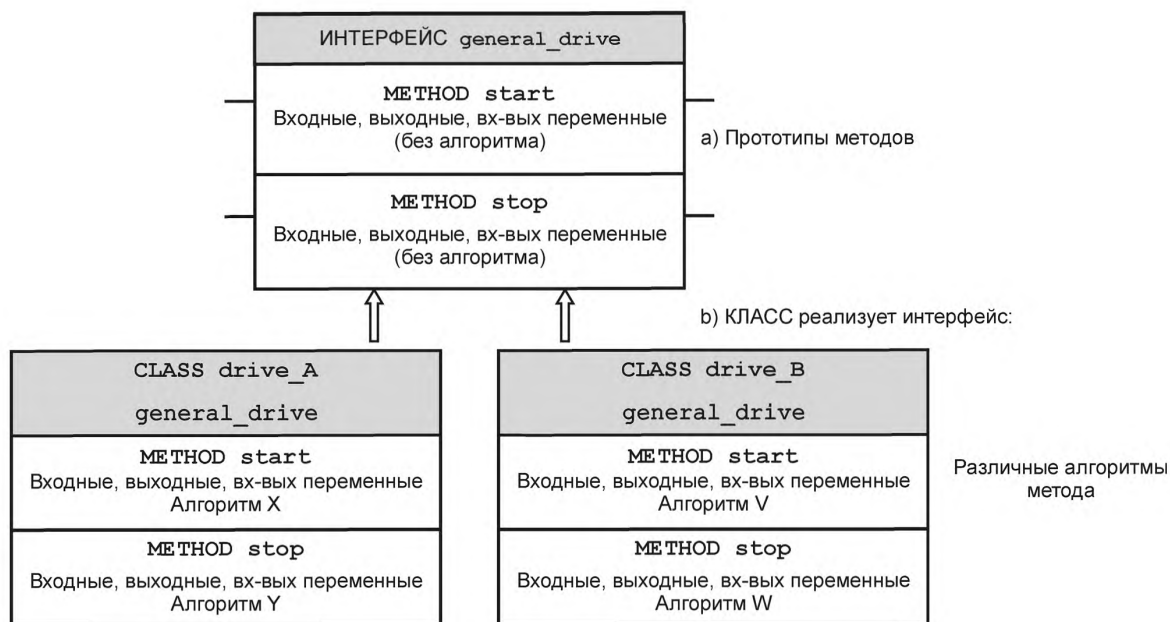 ИНТЕРФЕЙС general_drive
METHOD start
Входные, выходные, вх-вых переменные
(без алгоритма)
a) Прототипы методов
METHOD stop
Входные, выходные, вх-вых переменные
(без алгоритма)
b) КЛАСС реализует интерфейс:
CLASS drive_A
general_drive
METHOD start
Входные, выходные, вх-вых переменные
Алгоритм X
METHOD stop
Входные, выходные, вх-вых переменные
Алгоритм Y
CLASS drive_B
general_drive
METHOD start
Входные, выходные, вх-вых переменные
Алгоритм V
METHOD stop
Входные, выходные, вх-вых переменные
Алгоритм W
Различные алгоритмы
метода